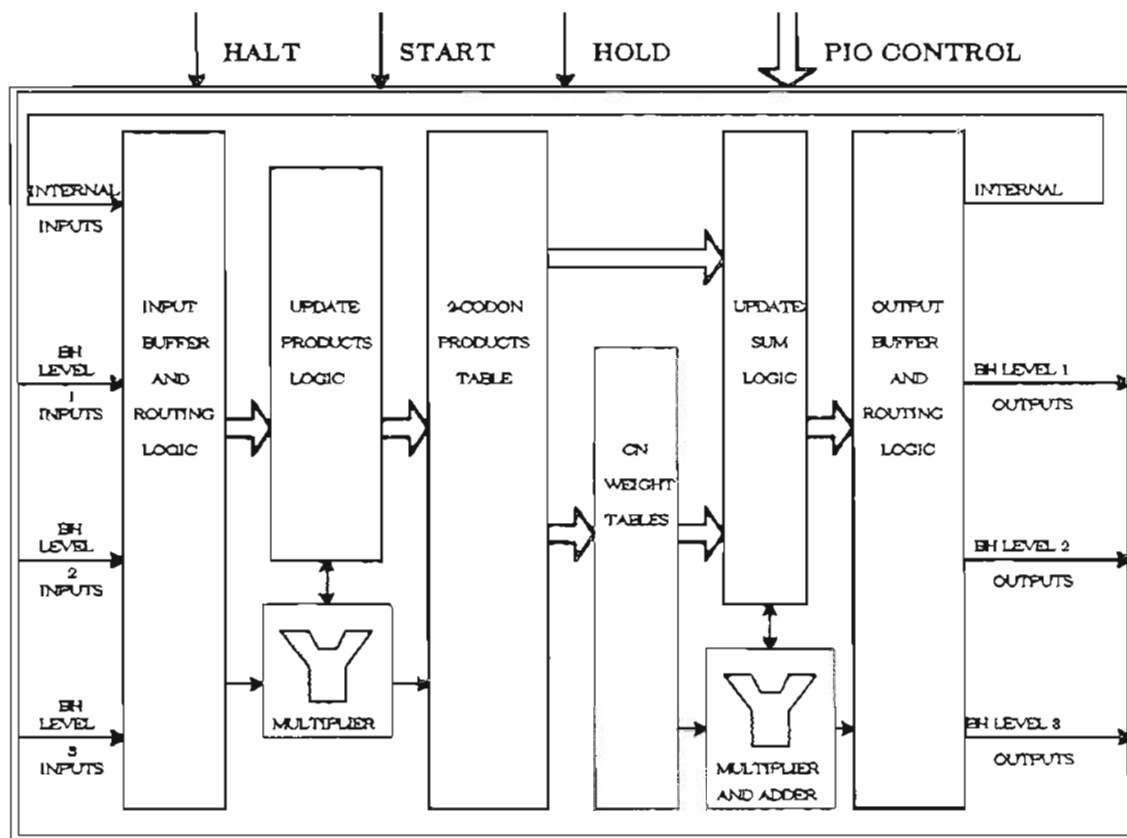 HALT
START
HOLD
PIO CONTROL
INTERNAL
INPUTS
BH
LEVEL
1
INPUTS
BH
LEVEL
2
INPUTS
BH
LEVEL
3
INPUTS
INPUT
BUFFER
AND
ROUTING
LOGIC
UPDATE
PRODUCTS
LOGIC
MULTIPLIER
2-CODON
PRODUCTS
TABLE
CN
WEIGHT
TABLES
UPDATE
SUM
LOGIC
MULTIPLIER
AND ADDER
OUTPUT
BUFFER
AND
ROUTING
LOGIC
INTERNAL
BH LEVEL 1
OUTPUTS
BH LEVEL 2
OUTPUTS
BH LEVEL 3
OUTPUTS